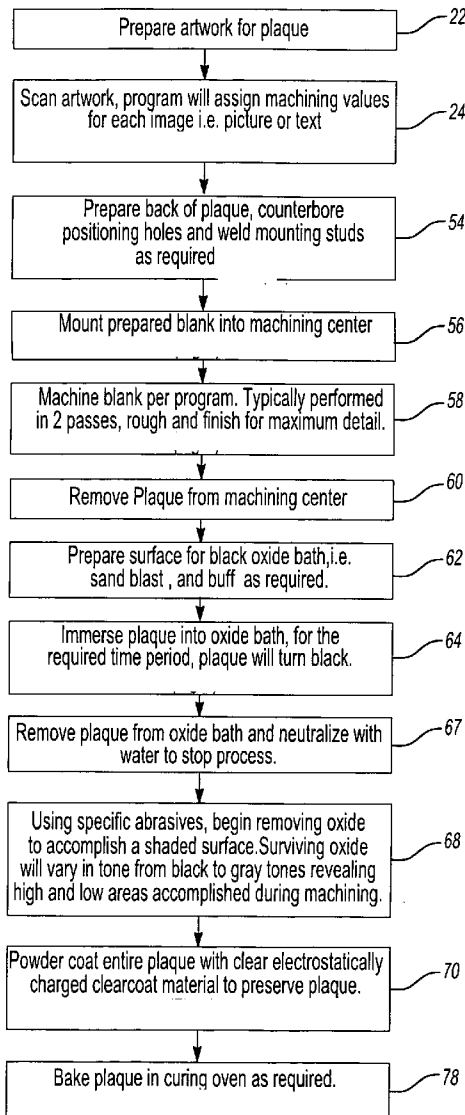 Prepare artwork for plaque
22
Scan artwork, program will assign machining values
for each image i.e. picture or text
24
Prepare back of plaque, counterbore
positioning holes and weld mounting studs
as required
54
Mount prepared blank into machining center
56
Machine blank per program. Typically performed
in 2 passes, rough and finish for maximum detail.
58
Remove Plaque from machining center
60
Prepare surface for black oxide bath,i.e.
sand blast , and buff as required.
62
Immerse plaque into oxide bath, for the
required time period, plaque will turn black.
64
Remove plaque from oxide bath and neutralize with
water to stop process.
67
Using specific abrasives, begin removing oxide
to accomplish a shaded surface.Surviving oxide
will vary in tone from black to gray tones revealing
high and low areas accomplished during machining.
68
Powder coat entire plaque with clear electrostatically
charged clearcoat material to preserve plaque.
70
Bake plaque in curing oven as required.
78